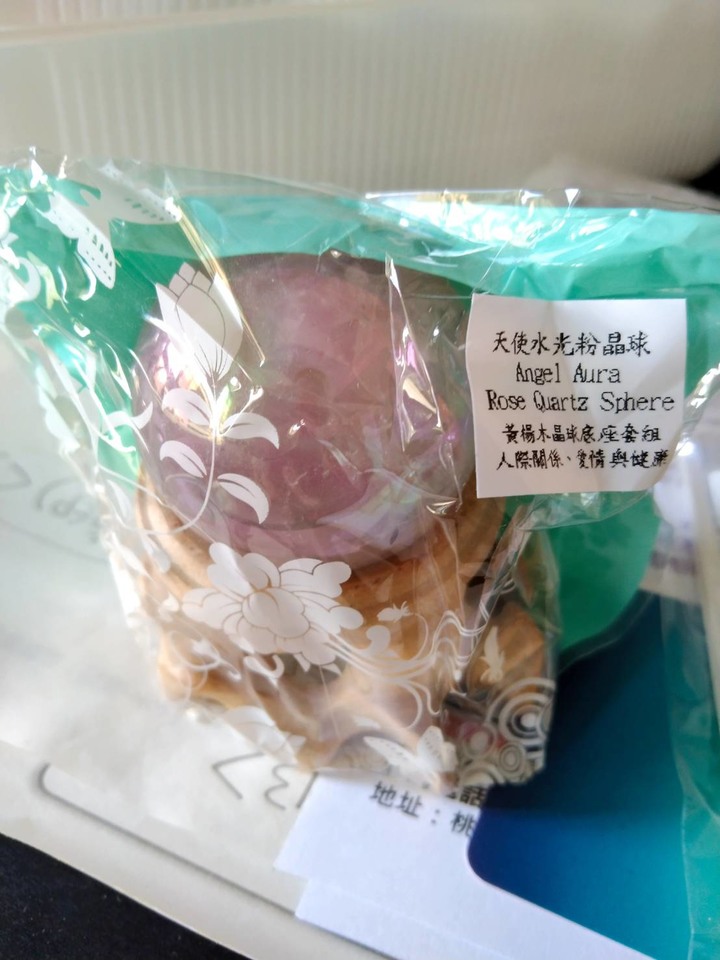 天使水光粉晶球
Angel Aura
Rose Quartz Sphere
黃楊木晶球底座套組
人際關係、愛情與健康
地址：桃